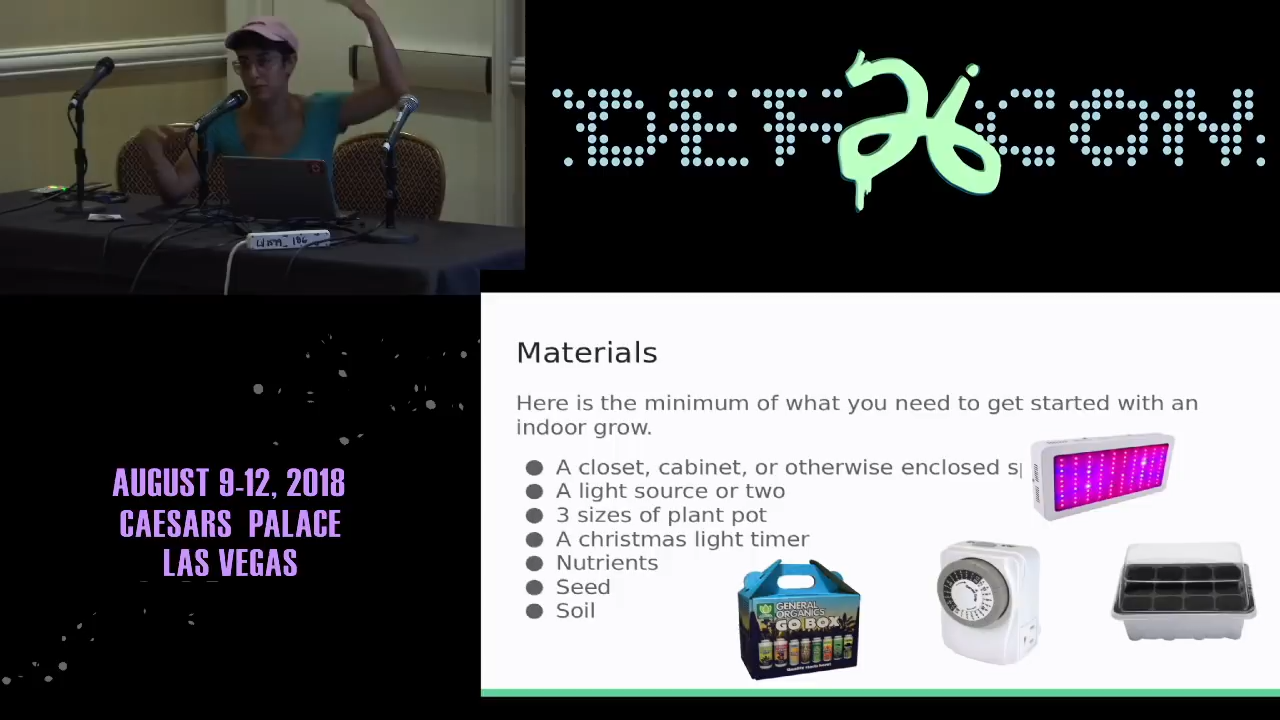 DEF 26 CON
Materials
Here is the minimum of what you need to get started with an
indoor grow.
A closet, cabinet, or otherwise enclosed sp
A light source or two
3 sizes of plant pot
A christmas light timer
Nutrients
Seed
Soil
GENERAL
ORGANICS
GO BOX
AUGUST 9-12, 2018
CAESARS PALACE
LAS VEGAS